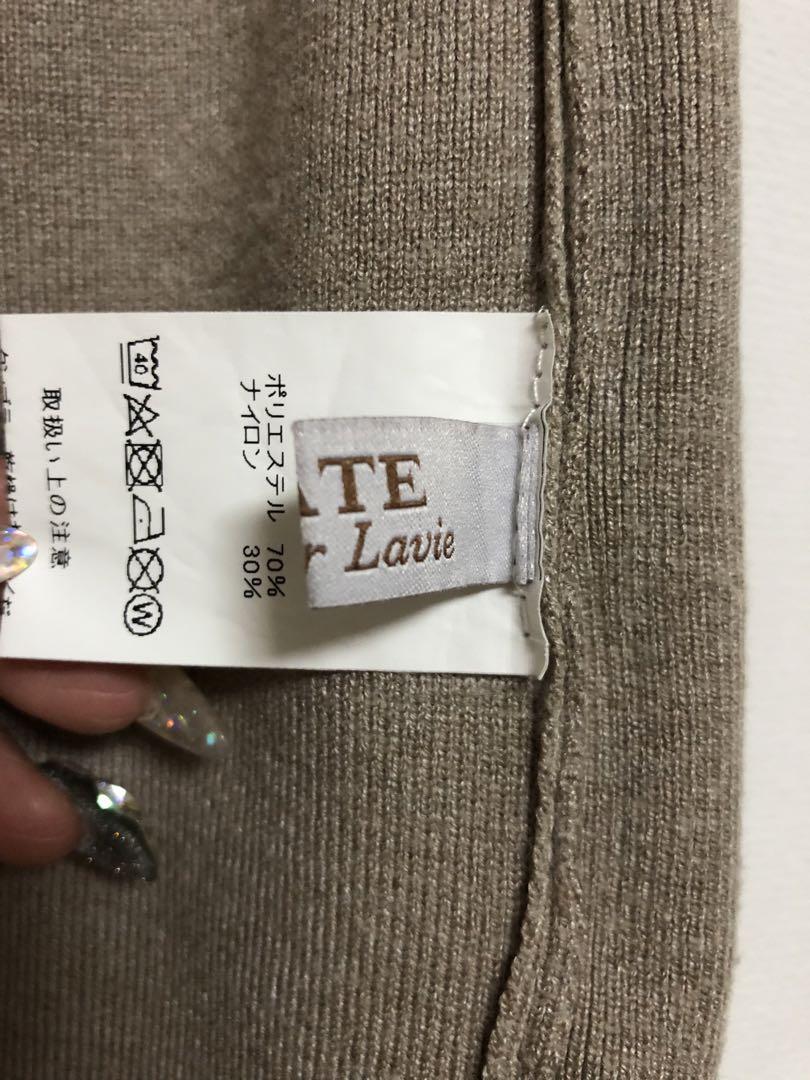 ATE
r Lavie
ポリエステル 70%
ナイロン 30%
40
W
取扱い上の注意